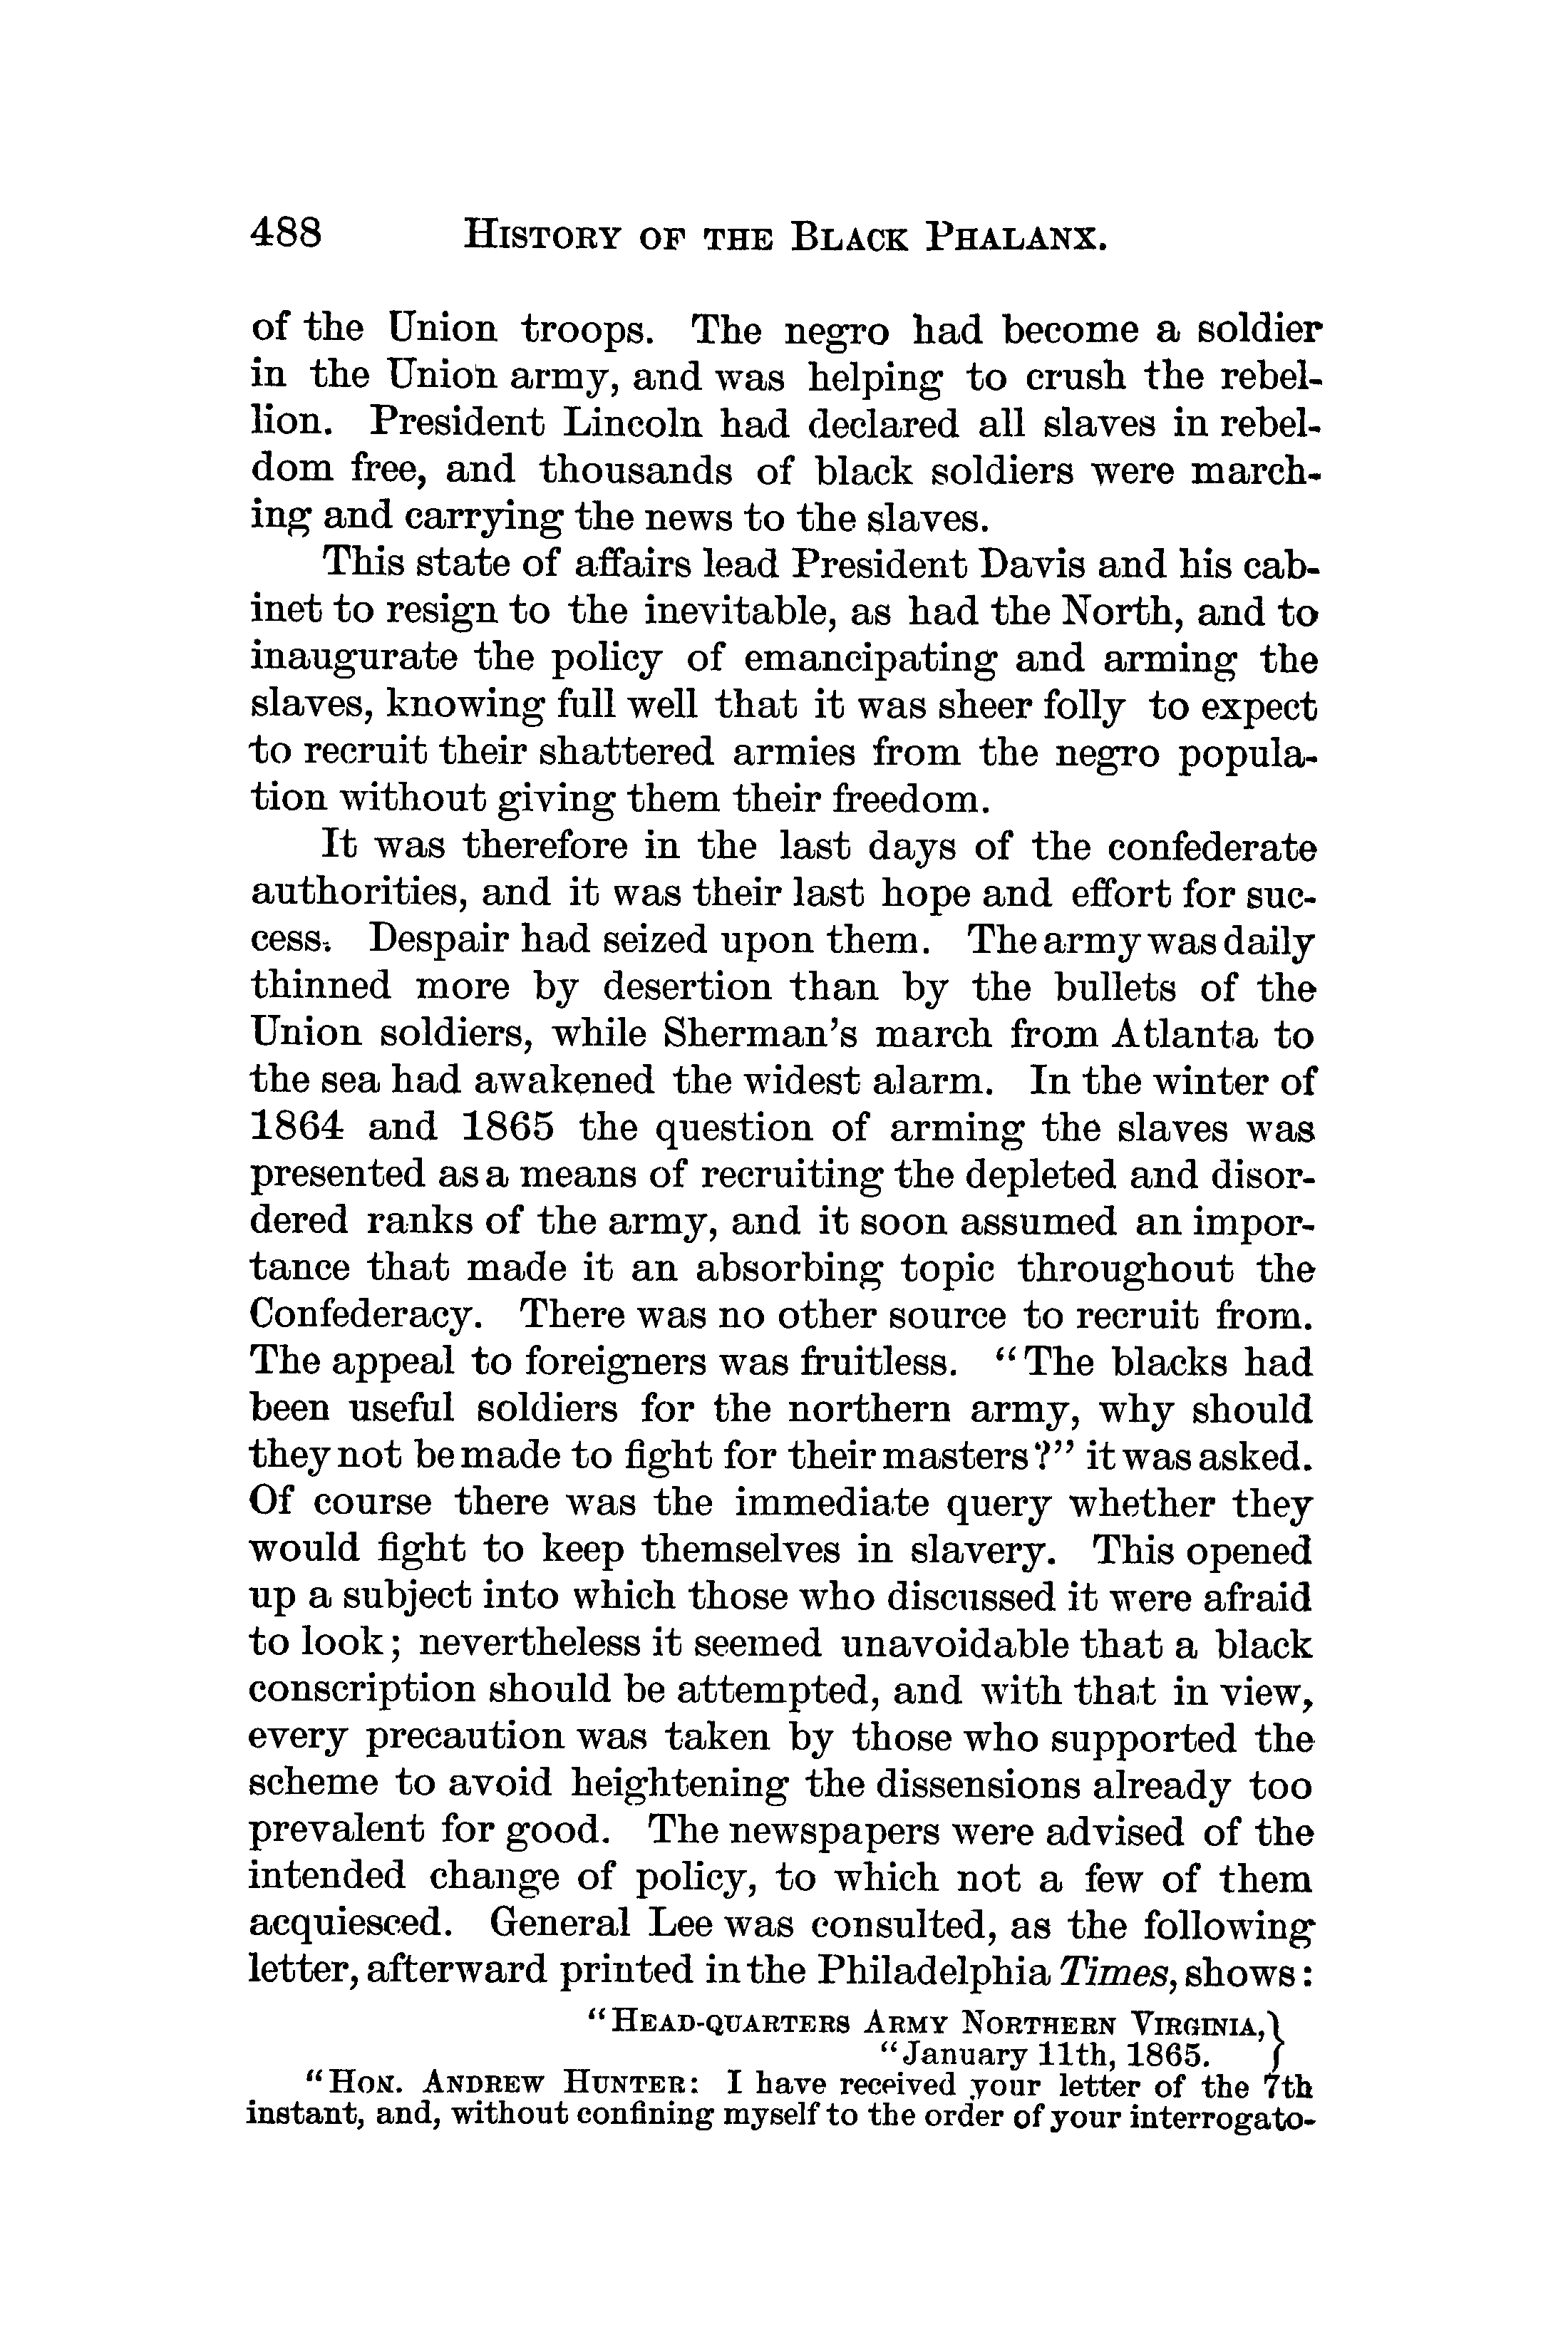 488 HISTORY OF THE BLACK PHALANX.
of the Union troops. The negro had become a soldier
in the Union army, and was helping to crush the rebel-
lion. President Lincoln had declared all slaves in rebel-
dom free, and thousands of black soldiers were march-
ing and carrying the news to the slaves.
This state of affairs lead President Davis and his cab-
inet to resign to the inevitable, as had the North, and to
inaugurate the policy of emancipating and arming the
slaves, knowing full well that it was sheer folly to expect
to recruit their shattered armies from the negro popula-
tion without giving them their freedom.
It was therefore in the last days of the confederate
authorities, and it was their last hope and effort for suc-
cess. Despair had seized upon them. The army was daily
thinned more by desertion than by the bullets of the
Union soldiers, while Sherman's march from Atlanta to
the sea had awakened the widest alarm. In the winter of
1864 and 1865 the question of arming the slaves was
presented as a means of recruiting the depleted and disor-
dered ranks of the army, and it soon assumed an impor-
tance that made it an absorbing topic throughout the
Confederacy. There was no other source to recruit from.
The appeal to foreigners was fruitless. "The blacks had
been useful soldiers for the northern army, why should
they not be made to fight for their masters?" it was asked.
Of course there was the immediate query whether they
would fight to keep themselves in slavery. This opened
up a subject into which those who discussed it were afraid
to look; nevertheless it seemed unavoidable that a black
conscription should be attempted, and with that in view,
every precaution was taken by those who supported the
scheme to avoid heightening the dissensions already too
prevalent for good. The newspapers were advised of the
intended change of policy, to which not a few of them
acquiesced. General Lee was consulted, as the following
letter, afterward printed in the Philadelphia Times, shows:
"HEAD-QUARTERS ARMY NORTHERN VIRGINIA,}
"January 11th, 1865.
"HON. ANDREW HUNTER: I have received your letter of the 7th
instant, and, without confining myself to the order of your interrogato-